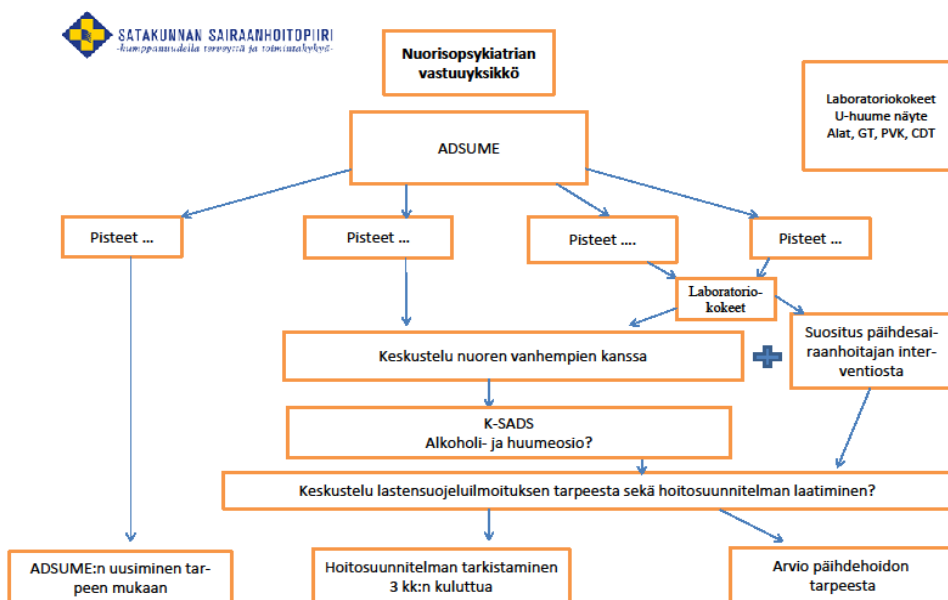 SATAKUNNAN SAIRAANHOITOPIIRI
-kumppanuudella terveyttä ja toimintakykyä-
Nuorisopsykiatrian
vastuuyksikkö
Laboratoriokokeet
U-huume näyte
Alat, GT, PVK, CDT
ADSUME
Pisteet ...
Pisteet ...
Pisteet ....
Pisteet ...
Laboratorio-
kokeet
Keskustelu nuoren vanhempien kanssa
Suositus päihdesai-
raanhoitajan inter-
ventiosta
K-SADS
Alkoholi- ja huumeosio?
Keskustelu lastensuojeluilmoituksen tarpeesta sekä hoitosuunnitelman laatiminen?
ADSUME:n uusiminen tar-
peen mukaan
Hoitosuunnitelman tarkistaminen
3 kk:n kuluttua
Arvio päihdehoidon
tarpeesta